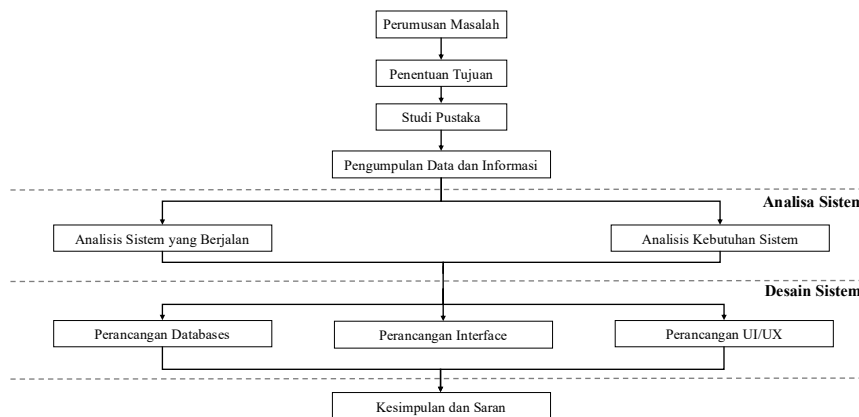 Perumusan Masalah
Penentuan Tujuan
Studi Pustaka
Pengumpulan Data dan Informasi
Analisa Sistem
Analisis Sistem yang Berjalan
Analisis Kebutuhan Sistem
Desain Sistem
Perancangan Databases
Perancangan Interface
Perancangan UI/UX
Kesimpulan dan Saran